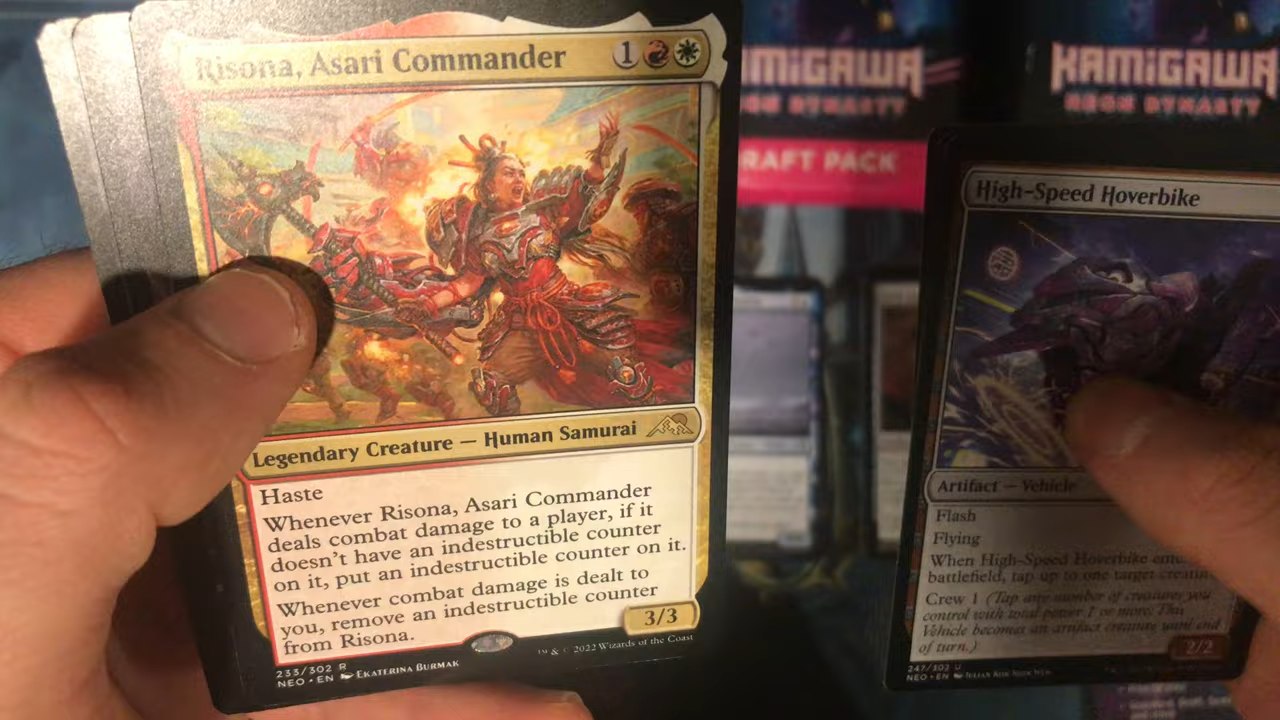 Risona, Asari Commander
1
Legendary Creature — Human Samurai
Haste
Whenever Risona, Asari Commander
deals combat damage to a player, if it
doesn't have an indestructible counter
on it, put an indestructible counter on it.
Whenever combat damage is dealt to
you, remove an indestructible counter
from Risona.
3/3
233/302 R
NEO • EN EKATERINA BURMAK
™ & © 2022 Wizards of the Coast
KAMIGAWA
NEON DYNASTY
RAFT PACK
KAMIGAWA
NEON DYNASTY
High-Speed Hoverbike
Artifact — Vehicle
Flash
Flying
When High-Speed Hoverbike
battlefield, tap up to one target
Crew 1 (Tap any number of creatures you
control with total power 1 or more: This
Vehicle becomes an artifact creature until end
of turn.)
2/2
247/302 U
NEO • EN